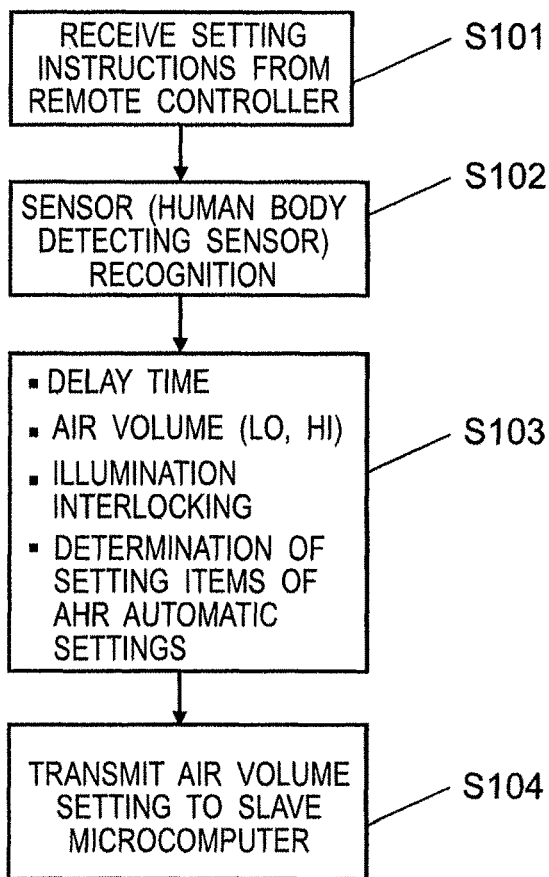 RECEIVE SETTING
INSTRUCTIONS FROM
REMOTE CONTROLLER
S101
SENSOR (HUMAN BODY
DETECTING SENSOR)
RECOGNITION
S102
▪ DELAY TIME
▪ AIR VOLUME (LO, HI)
▪ ILLUMINATION
INTERLOCKING
▪ DETERMINATION OF
SETTING ITEMS OF
AHR AUTOMATIC
SETTINGS
S103
TRANSMIT AIR VOLUME
SETTING TO SLAVE
MICROCOMPUTER
S104